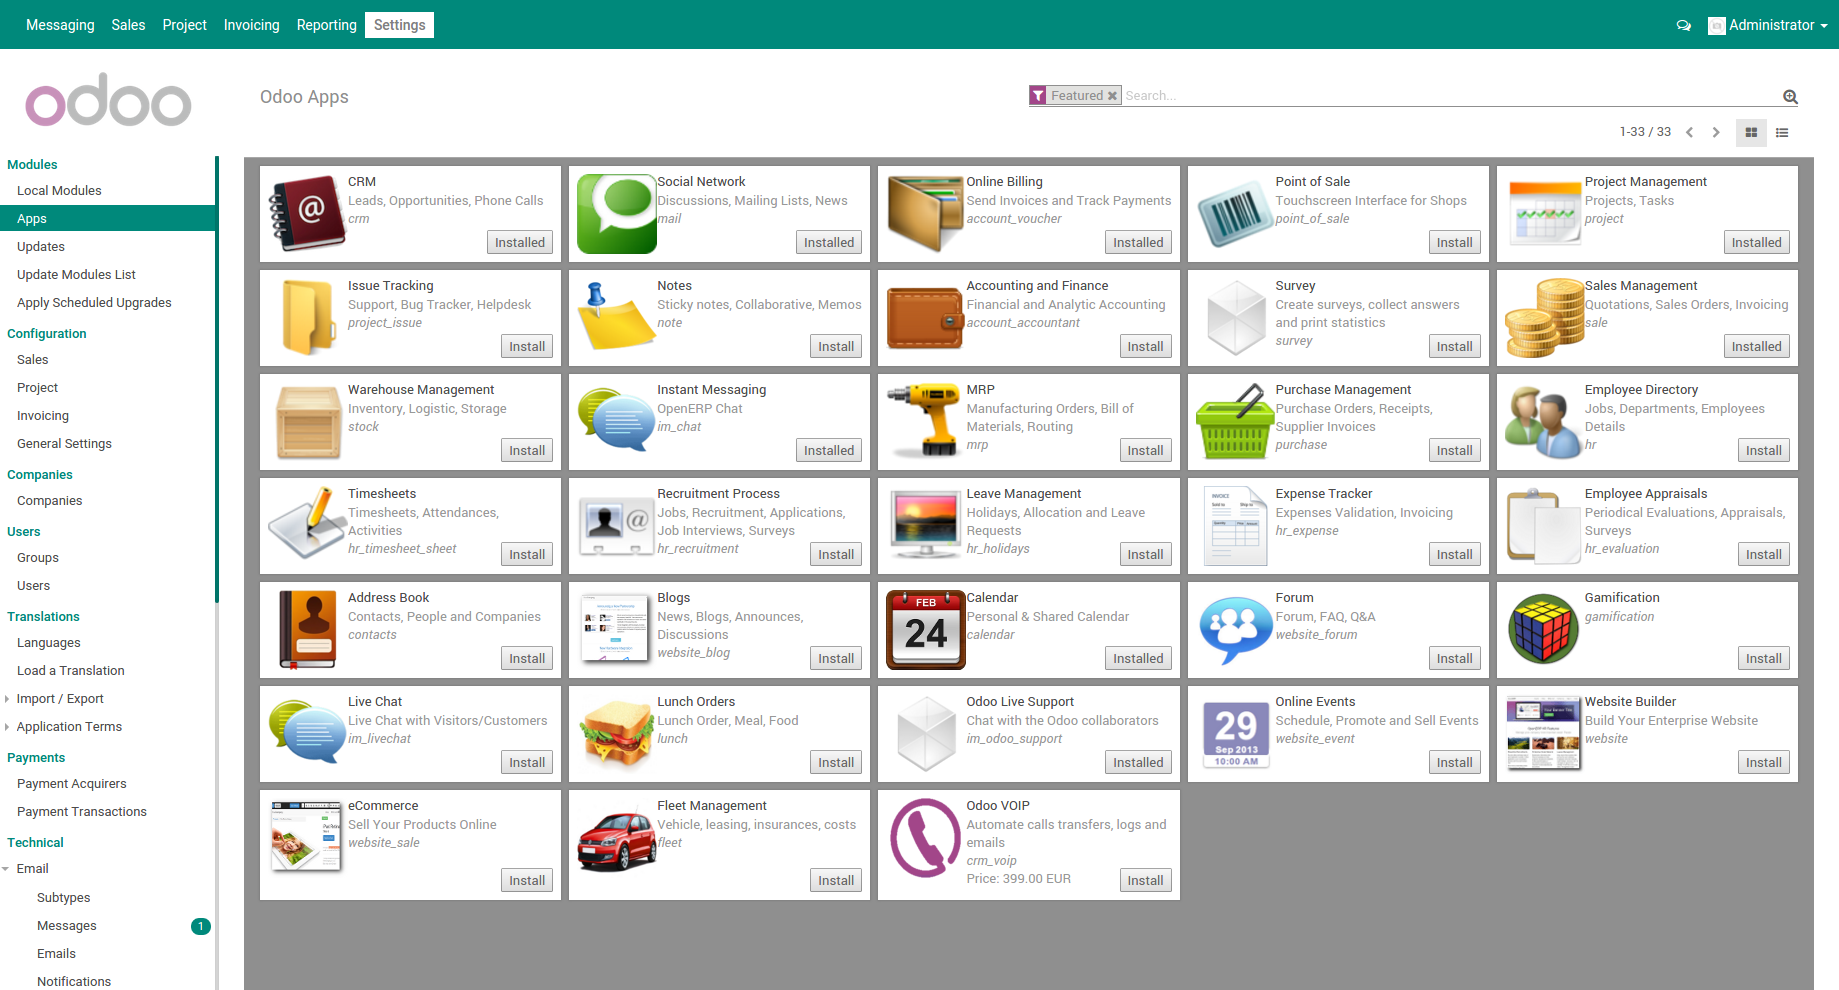 Messaging Sales Project Invoicing Reporting Settings Administrator
odoo
Odoo Apps
Featured Search...
1-33 / 33
Modules
Local Modules
Apps
Updates
Update Modules List
Apply Scheduled Upgrades
Configuration
Sales
Project
Invoicing
General Settings
Companies
Companies
Users
Groups
Users
Translations
Languages
Load a Translation
Import / Export
Application Terms
Payments
Payment Acquirers
Payment Transactions
Technical
Email
Subtypes
Messages 1
Emails
Notifications
CRM
Leads, Opportunities, Phone Calls
crm
Installed
Social Network
Discussions, Mailing Lists, News
mail
Installed
Online Billing
Send Invoices and Track Payments
account_voucher
Installed
Point of Sale
Touchscreen Interface for Shops
point_of_sale
Install
Project Management
Projects, Tasks
project
Installed
Issue Tracking
Support, Bug Tracker, Helpdesk
project_issue
Install
Notes
Sticky notes, Collaborative, Memos
note
Install
Accounting and Finance
Financial and Analytic Accounting
account_accountant
Install
Survey
Create surveys, collect answers
and print statistics
survey
Install
Sales Management
Quotations, Sales Orders, Invoicing
sale
Installed
Warehouse Management
Inventory, Logistic, Storage
stock
Install
Instant Messaging
OpenERP Chat
im_chat
Installed
MRP
Manufacturing Orders, Bill of
Materials, Routing
mrp
Install
Purchase Management
Purchase Orders, Receipts,
Supplier Invoices
purchase
Install
Employee Directory
Jobs, Departments, Employees
Details
hr
Install
Timesheets
Timesheets, Attendances,
Activities
hr_timesheet_sheet
Install
@
Recruitment Process
Jobs, Recruitment, Applications,
Job Interviews, Surveys
hr_recruitment
Install
Leave Management
Holidays, Allocation and Leave
Requests
hr_holidays
Install
INVOICE
Expense Tracker
Expenses Validation, Invoicing
hr_expense
Install
Employee Appraisals
Periodical Evaluations, Appraisals,
Surveys
hr_evaluation
Install
Address Book
Contacts, People and Companies
contacts
Install
Blogs
News, Blogs, Announces,
Discussions
website_blog
Install
FEB
24
Calendar
Personal & Shared Calendar
calendar
Installed
Forum
Forum, FAQ, Q&A
website_forum
Install
Gamification
gamification
Install
Live Chat
Live Chat with Visitors/Customers
im_livechat
Install
Lunch Orders
Lunch Order, Meal, Food
lunch
Install
Odoo Live Support
Chat with the Odoo collaborators
im_odoo_support
Installed
29
Sep 2013
10:00 AM
Online Events
Schedule, Promote and Sell Events
website_event
Install
Website Builder
Build Your Enterprise Website
website
Install
eCommerce
Sell Your Products Online
website_sale
Install
Fleet Management
Vehicle, leasing, insurances, costs
fleet
Install
Odoo VOIP
Automate calls transfers, logs and
emails
crm_voip
Price: 399.00 EUR
Install